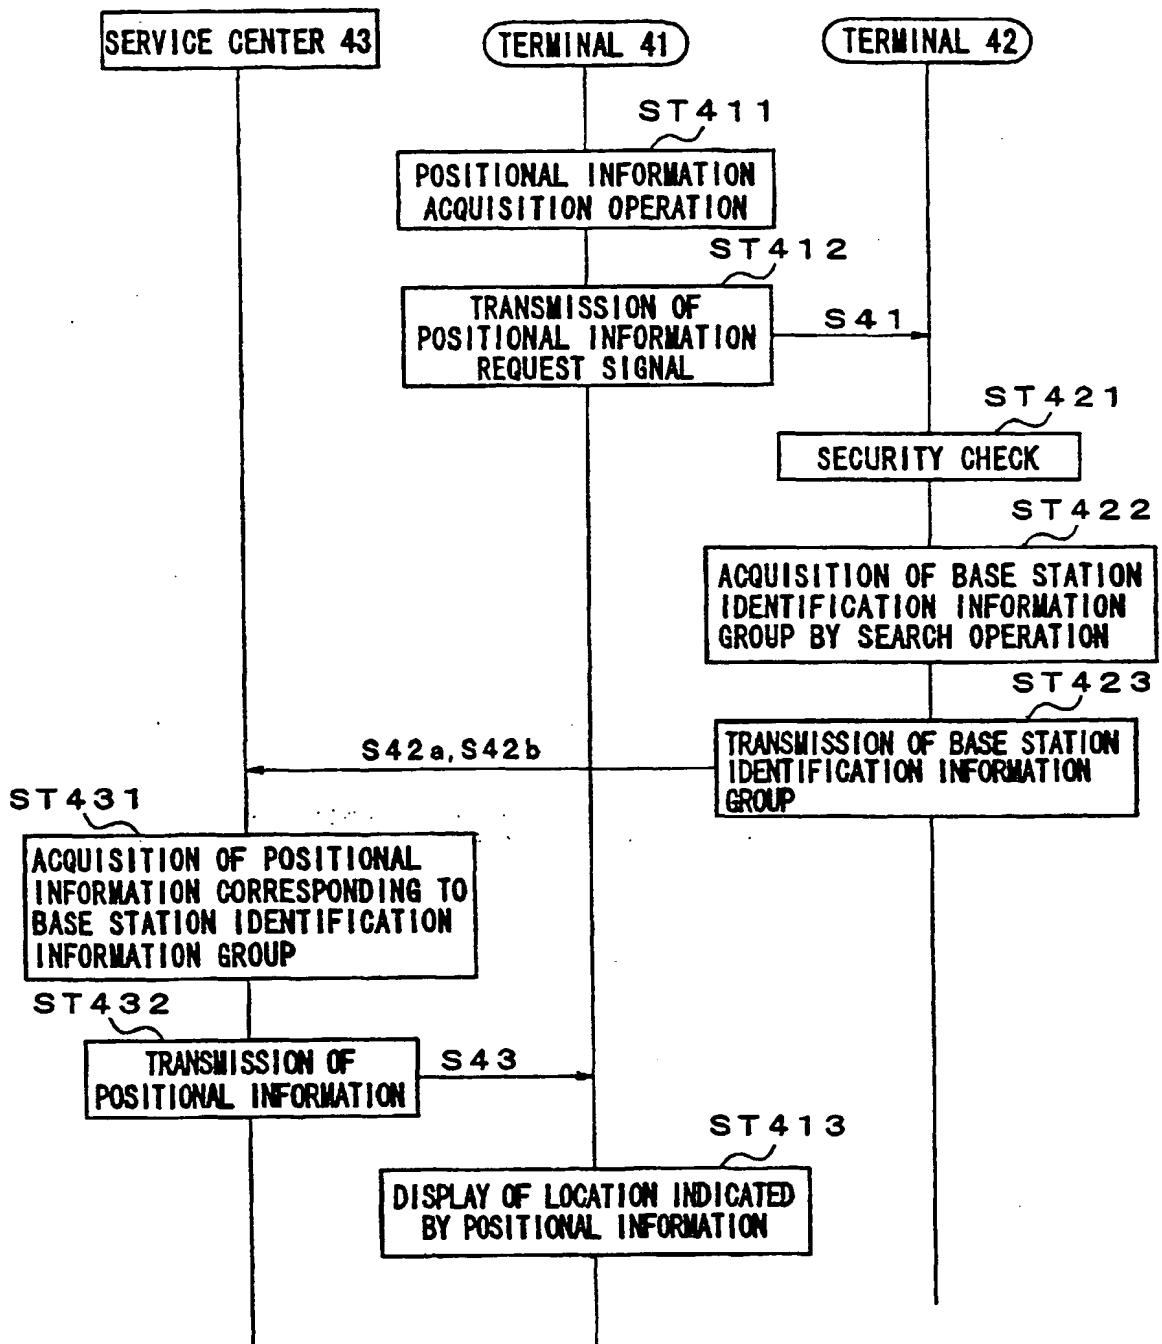 SERVICE CENTER 43
TERMINAL 41
TERMINAL 42
ST411
POSITIONAL INFORMATION
ACQUISITION OPERATION
ST412
TRANSMISSION OF
POSITIONAL INFORMATION
REQUEST SIGNAL
S41
ST421
SECURITY CHECK
ST422
ACQUISITION OF BASE STATION
IDENTIFICATION INFORMATION
GROUP BY SEARCH OPERATION
ST423
TRANSMISSION OF BASE STATION
IDENTIFICATION INFORMATION
GROUP
S42a, S42b
ST431
ACQUISITION OF POSITIONAL
INFORMATION CORRESPONDING TO
BASE STATION IDENTIFICATION
INFORMATION GROUP
ST432
TRANSMISSION OF
POSITIONAL INFORMATION
S43
ST413
DISPLAY OF LOCATION INDICATED
BY POSITIONAL INFORMATION